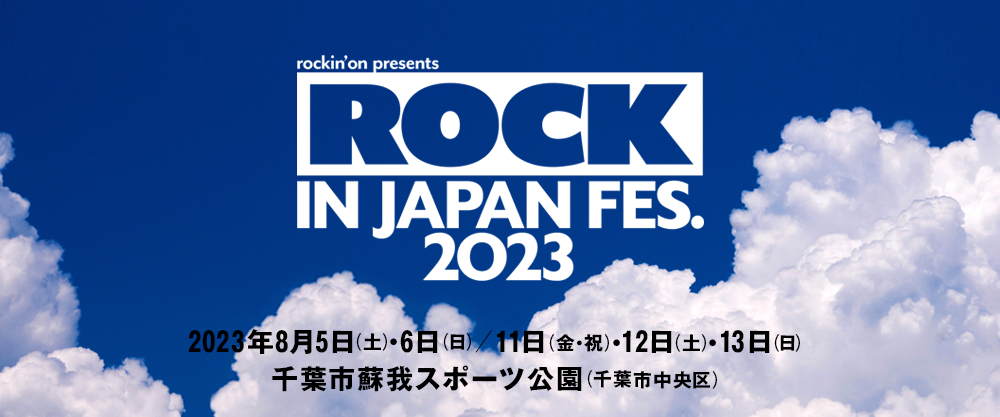 rockin'on presents
ROCK
IN JAPAN FES.
2023
2023年8月5日(土)・6日(日)／11日(金・祝)・12日(土)・13日(日)
千葉市蘇我スポーツ公園(千葉市中央区)